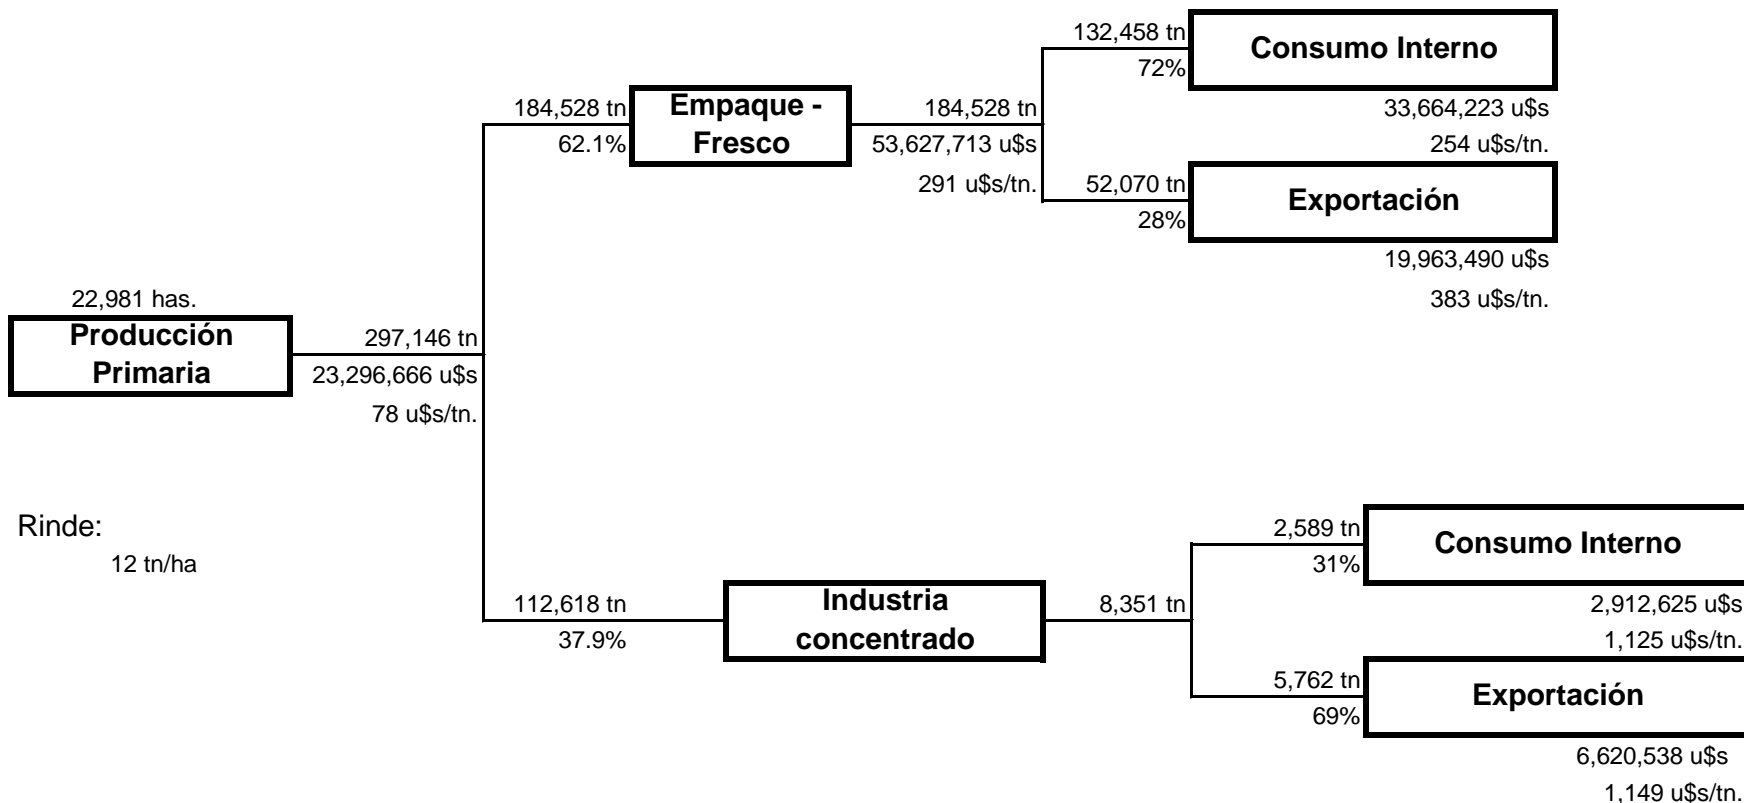 132,458 tn
72%
Consumo Interno
33,664,223 u$s
254 u$s/tn.
184,528 tn
62.1%
Empaque -
Fresco
184,528 tn
53,627,713 u$s
291 u$s/tn.
52,070 tn
28%
Exportación
19,963,490 u$s
383 u$s/tn.
22,981 has.
Producción
Primaria
297,146 tn
23,296,666 u$s
78 u$s/tn.
Rinde:
12 tn/ha
112,618 tn
37.9%
Industria
concentrado
8,351 tn
2,589 tn
31%
Consumo Interno
2,912,625 u$s
1,125 u$s/tn.
5,762 tn
69%
Exportación
6,620,538 u$s
1,149 u$s/tn.